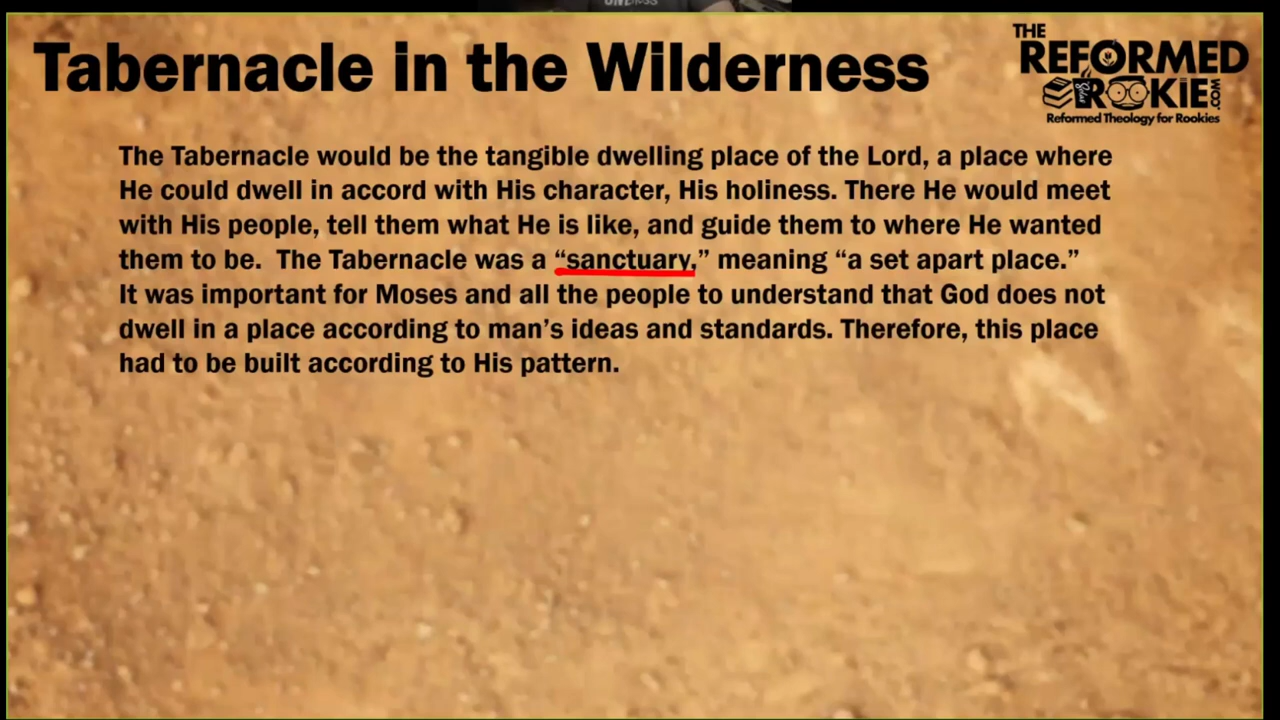 Tabernacle in the Wilderness
THE
REFORMED
ROOKIE
.COM
Reformed Theology for Rookies
The Tabernacle would be the tangible dwelling place of the Lord, a place where
He could dwell in accord with His character, His holiness. There He would meet
with His people, tell them what He is like, and guide them to where He wanted
them to be.  The Tabernacle was a “sanctuary,” meaning “a set apart place.”
It was important for Moses and all the people to understand that God does not
dwell in a place according to man’s ideas and standards. Therefore, this place
had to be built according to His pattern.